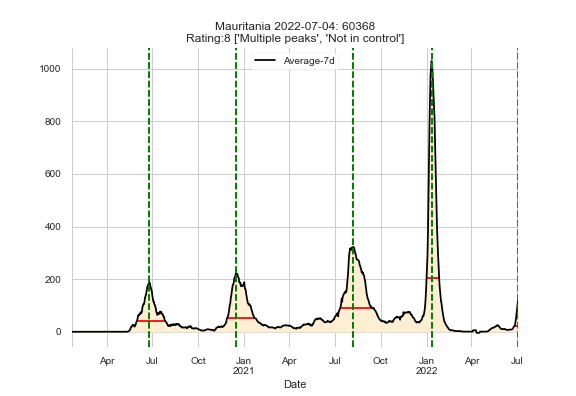 Mauritania 2022-07-04: 60368
Rating:8 ['Multiple peaks', 'Not in control']
Average-7d
1000
800
600
400
200
0
Apr Jul Oct Jan Apr Jul Oct Jan Apr Jul
2021 2022
Date